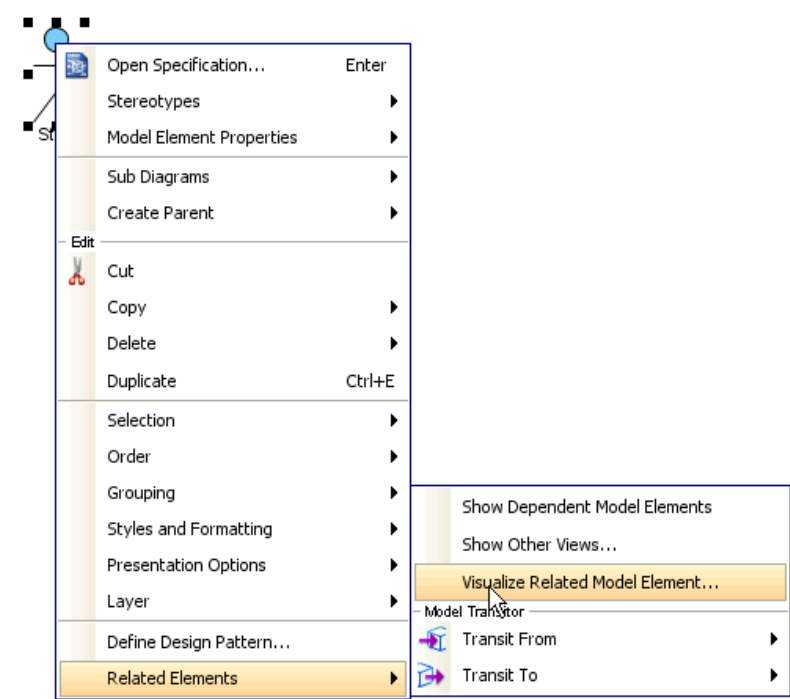 Open Specification... Enter
Stereotypes
Model Element Properties
St
Sub Diagrams
Create Parent
Edit
Cut
Copy
Delete
Duplicate Ctrl+E
Selection
Order
Grouping
Styles and Formatting
Presentation Options
Layer
Define Design Pattern...
Related Elements
Show Dependent Model Elements
Show Other Views...
Visualize Related Model Element...
Model Transitor
Transit From
Transit To